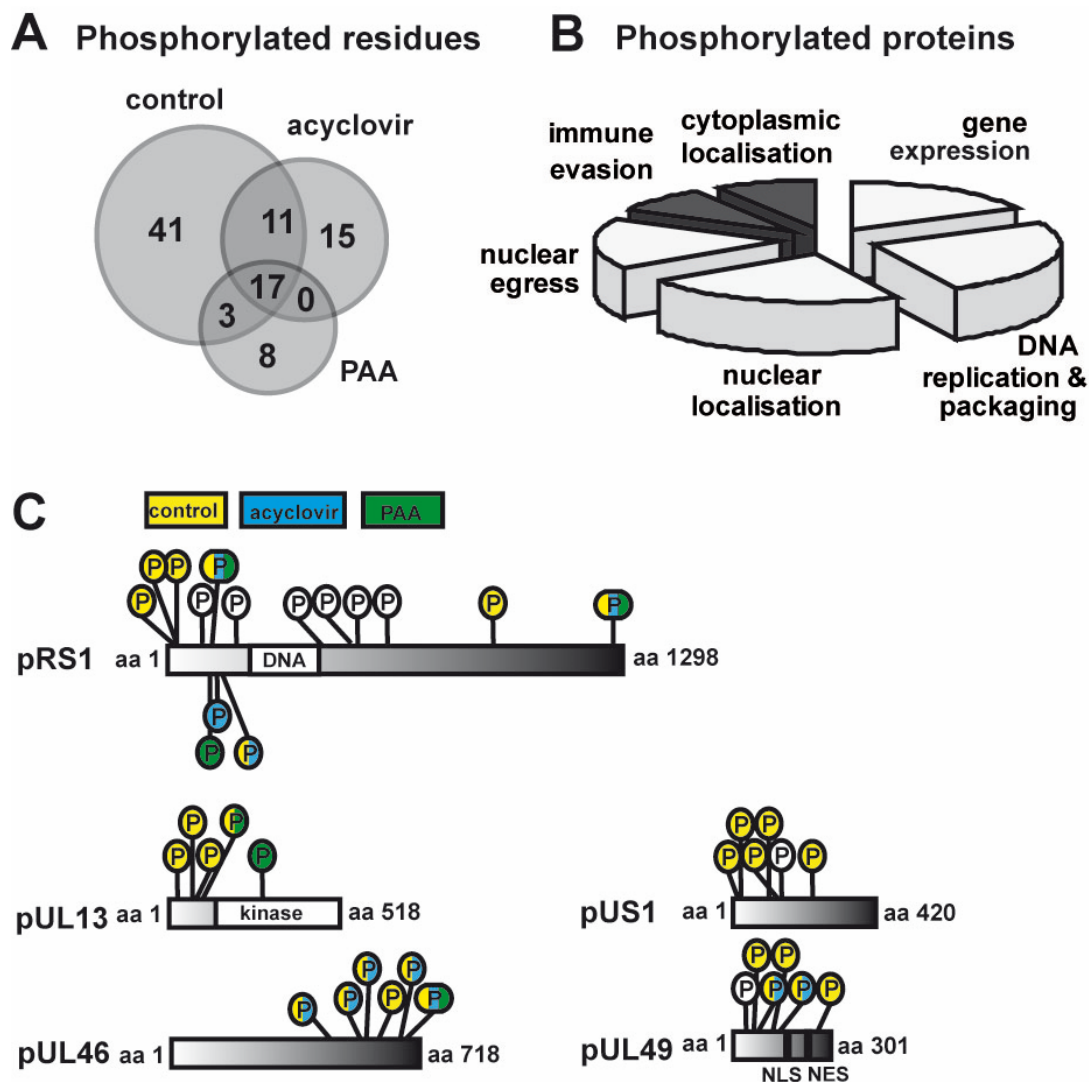 A Phosphorylated residues
control
acyclovir
41
11
15
17
3
0
8
PAA
B Phosphorylated proteins
immune
evasion
cytoplasmic
localisation
gene
expression
nuclear
egress
nuclear
localisation
DNA
replication &
packaging
C
control acyclovir PAA
P P P
P P P P P P P P P
pRS1 aa 1 DNA aa 1298
P
P P
P P
P P P
pUL13 aa 1 kinase aa 518
P P
P P P P
pUS1 aa 1 aa 420
P P
P P P P P
pUL46 aa 1 aa 718
P P
P P P P
pUL49 aa 1 aa 301
NLS NES